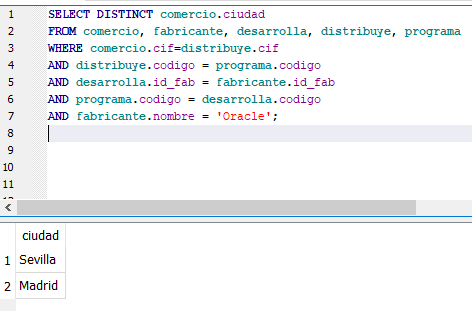 1 SELECT DISTINCT comercio.ciudad
2 FROM comercio, fabricante, desarrolla, distribuye, programa
3 WHERE comercio.cif=distribuye.cif
4 AND distribuye.codigo = programa.codigo
5 AND desarrolla.id_fab = fabricante.id_fab
6 AND programa.codigo = desarrolla.codigo
7 AND fabricante.nombre = 'Oracle';
8
9
10
11
ciudad
1 Sevilla
2 Madrid